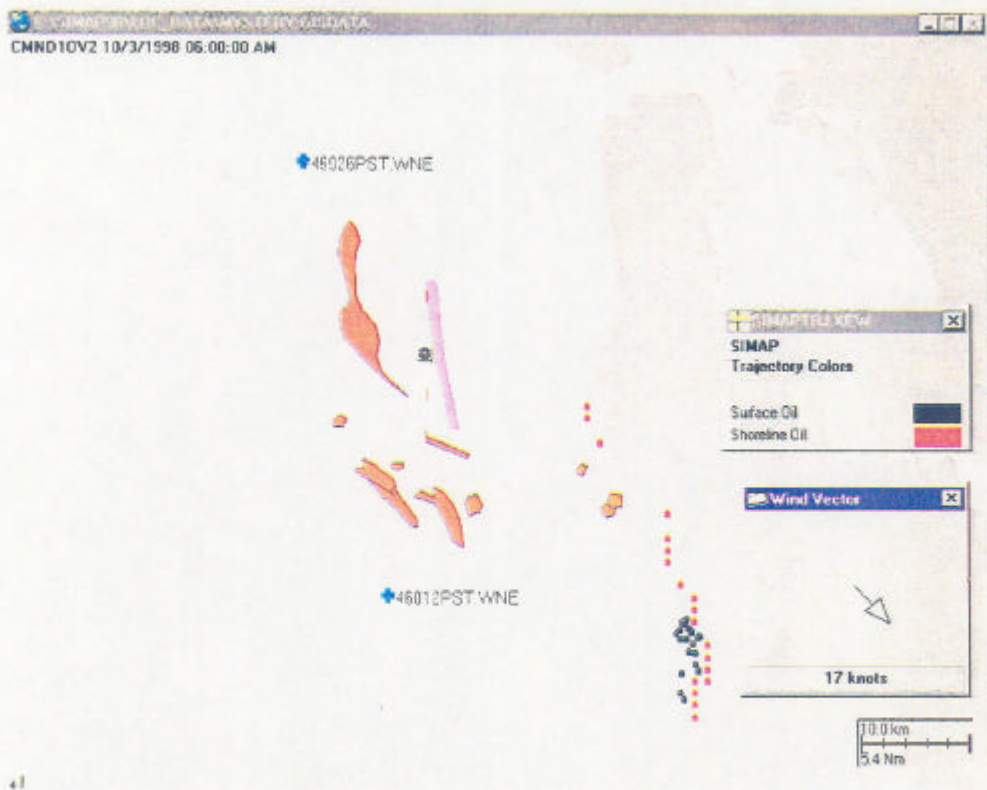 CMND10V2 10/3/1998 06:00:00 AM
46026PST.WNE
SIMAP
Trajectory Colors
Surface Oil
Shoreline Oil
Wind Vector
17 knots
46012PST.WNE
10.0 km
5.4 Nm